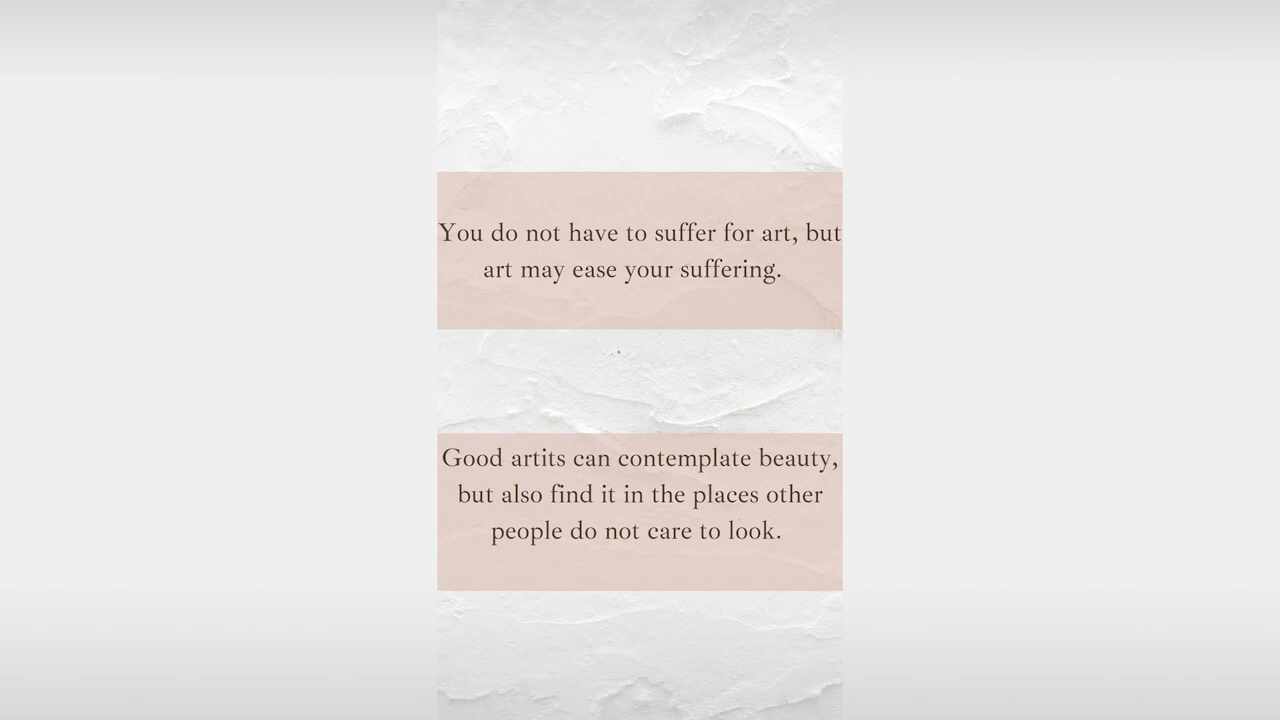 You do not have to suffer for art, but
art may ease your suffering.
Good artits can contemplate beauty,
but also find it in the places other
people do not care to look.